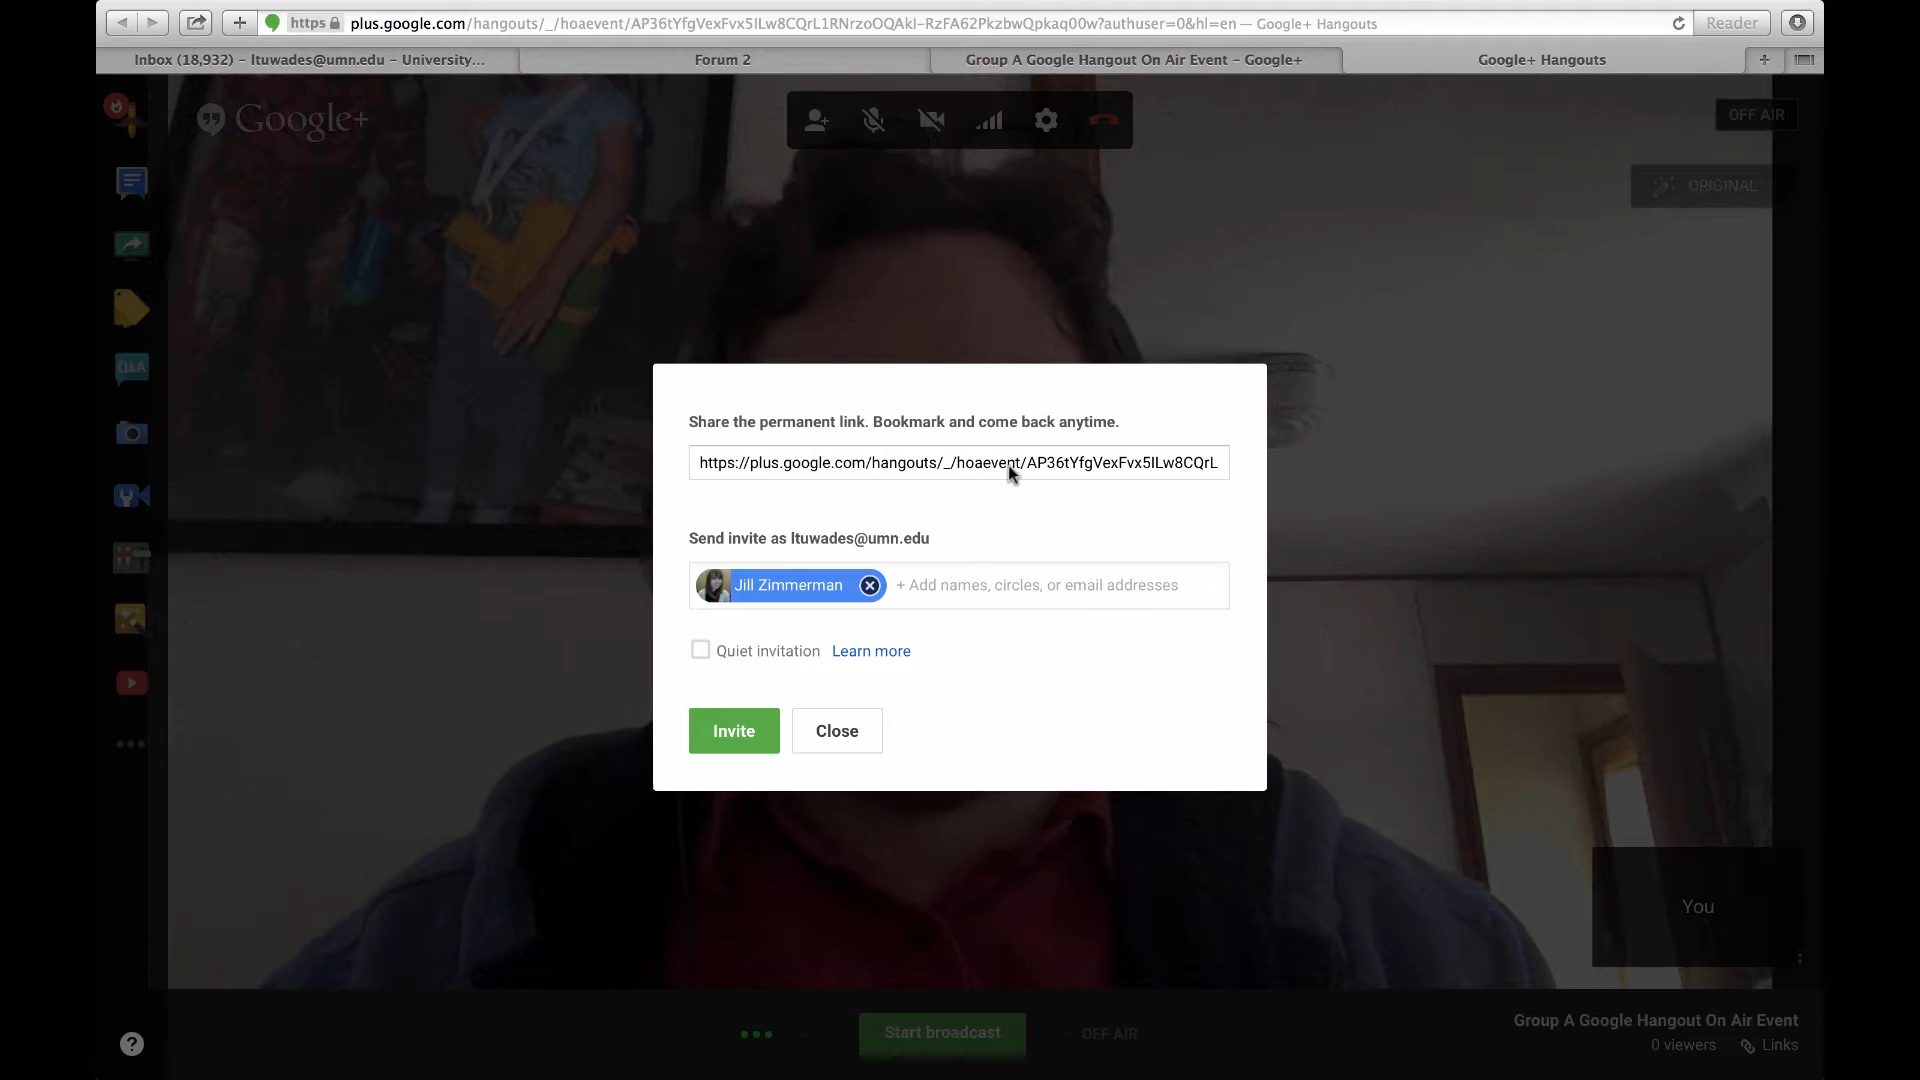 https plus.google.com/hangouts/_/hoaevent/AP36tYfgVexFvx5ILw8CQrL1RNrzoOQAkl-RzFA62PkzbwQpkaq00w?authuser=0&hl=en — Google+ Hangouts
Reader
Inbox (18,932) – ltuwades@umn.edu – University...
Forum 2
Group A Google Hangout On Air Event – Google+
Google+ Hangouts
Google+
OFF AIR
ORIGINAL
Q&A
Share the permanent link. Bookmark and come back anytime.
https://plus.google.com/hangouts/_/hoaevent/AP36tYfgVexFvx5ILw8CQrL
Send invite as ltuwades@umn.edu
Jill Zimmerman
+ Add names, circles, or email addresses
Quiet invitation Learn more
Invite
Close
You
Start broadcast
OFF AIR
Group A Google Hangout On Air Event
0 viewers
Links